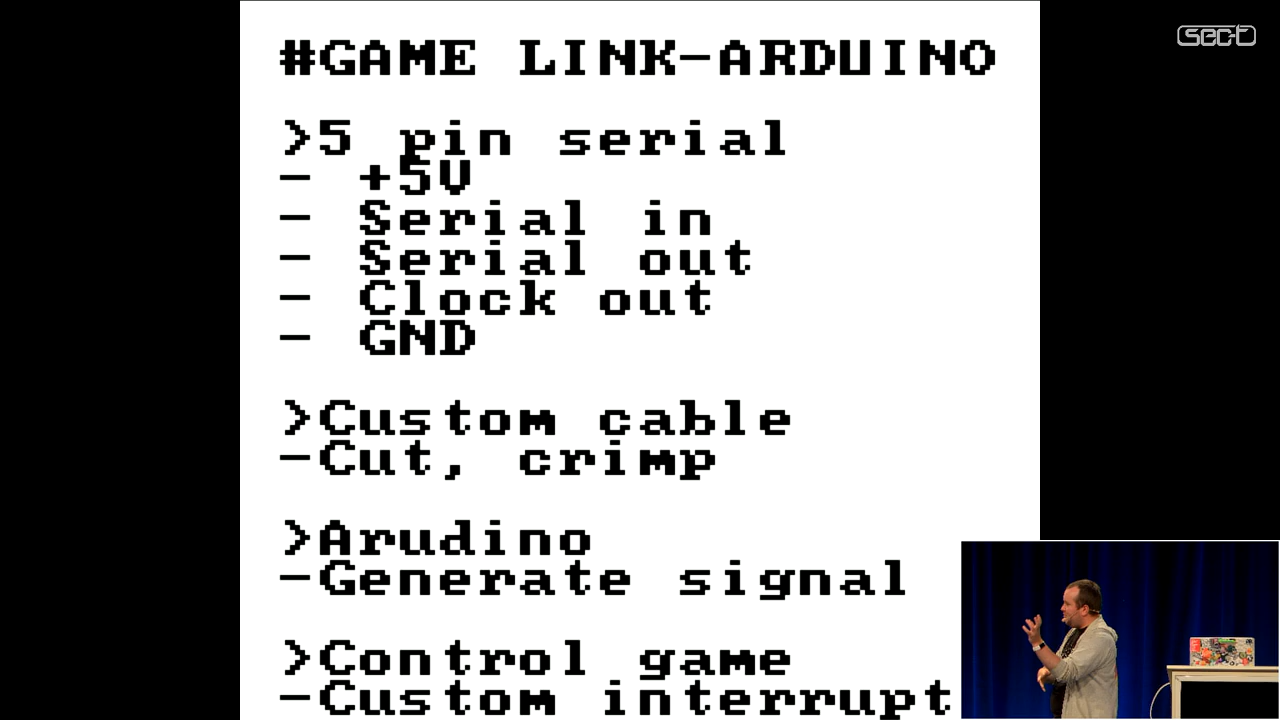 #GAME LINK-ARDUINO
>5 pin serial
- +5V
- Serial in
- Serial out
- Clock out
- GND
>Custom cable
-Cut, crimp
>Arudino
-Generate signal
>Control game
-Custom interrupt
sec-t